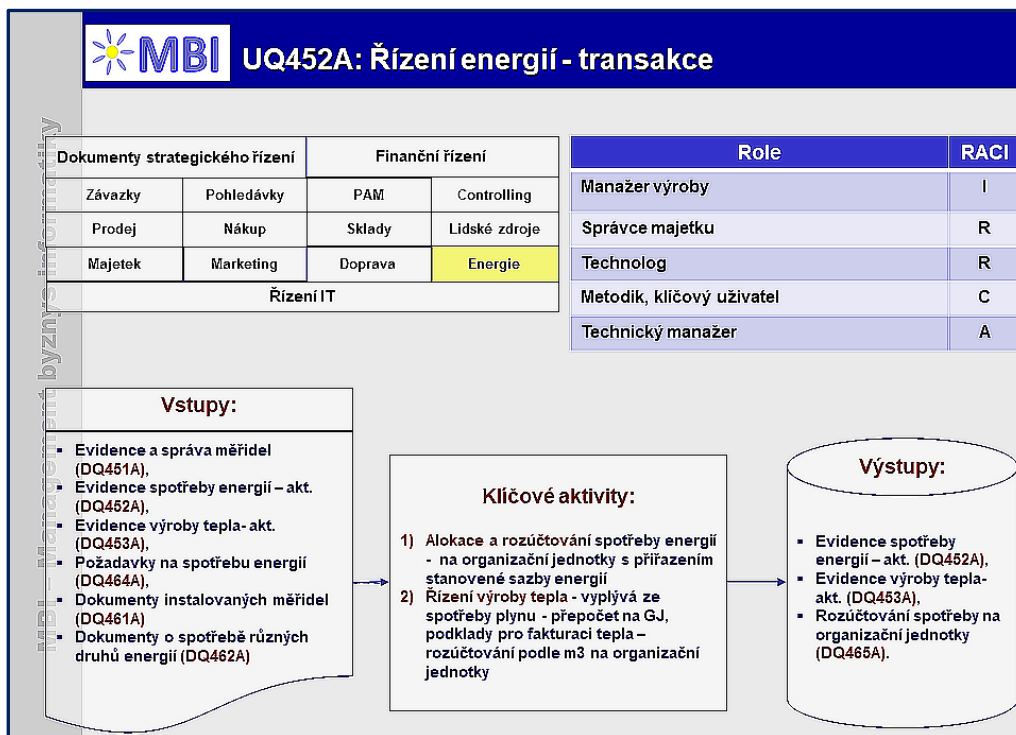 MBI
UQ452A: Řízení energií - transakce
MBI – Management byznys informatiky
Dokumenty strategického řízení
Finanční řízení
Závazky
Pohledávky
PAM
Controlling
Prodej
Nákup
Sklady
Lidské zdroje
Majetek
Marketing
Doprava
Energie
Řízení IT
Role
RACI
Manažer výroby
I
Správce majetku
R
Technolog
R
Metodik, klíčový uživatel
C
Technický manažer
A
Vstupy:
▪ Evidence a správa měřidel
(DQ451A),
▪ Evidence spotřeby energií – akt.
(DQ452A),
▪ Evidence výroby tepla- akt.
(DQ453A),
▪ Požadavky na spotřebu energií
(DQ464A),
▪ Dokumenty instalovaných měřidel
(DQ461A)
▪ Dokumenty o spotřebě různých
druhů energií (DQ462A)
Klíčové aktivity:
1) Alokace a rozúčtování spotřeby energií
- na organizační jednotky s přiřazením
stanovené sazby energií
2) Řízení výroby tepla - vyplývá ze
spotřeby plynu - přepočet na GJ,
podklady pro fakturaci tepla –
rozúčtování podle m3 na organizační
jednotky
Výstupy:
▪ Evidence spotřeby
energií – akt. (DQ452A),
▪ Evidence výroby tepla-
akt. (DQ453A),
▪ Rozúčtování spotřeby na
organizační jednotky
(DQ465A).